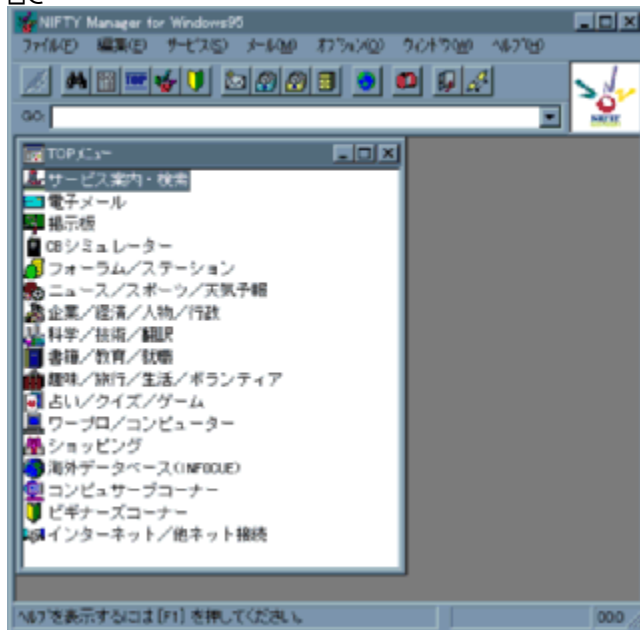 NIFTY Manager for Windows95
ファイル(F) 編集(E) サービス(S) メール(M) オプション(O) ウィンドウ(W) ヘルプ(H)
TOP
GO:
NIFTY
TOPメニュー
サービス案内・検索
電子メール
掲示板
CBシミュレーター
フォーラム/ステーション
ニュース/スポーツ/天気予報
企業/経済/人物/行政
科学/技術/翻訳
書籍/教育/就職
趣味/旅行/生活/ボランティア
占い/クイズ/ゲーム
ワープロ/コンピューター
ショッピング
海外データベース(INFOCUE)
コンピュサーブコーナー
ビギナーズコーナー
インターネット/他ネット接続
ヘルプを表示するには [F1] を押してください。